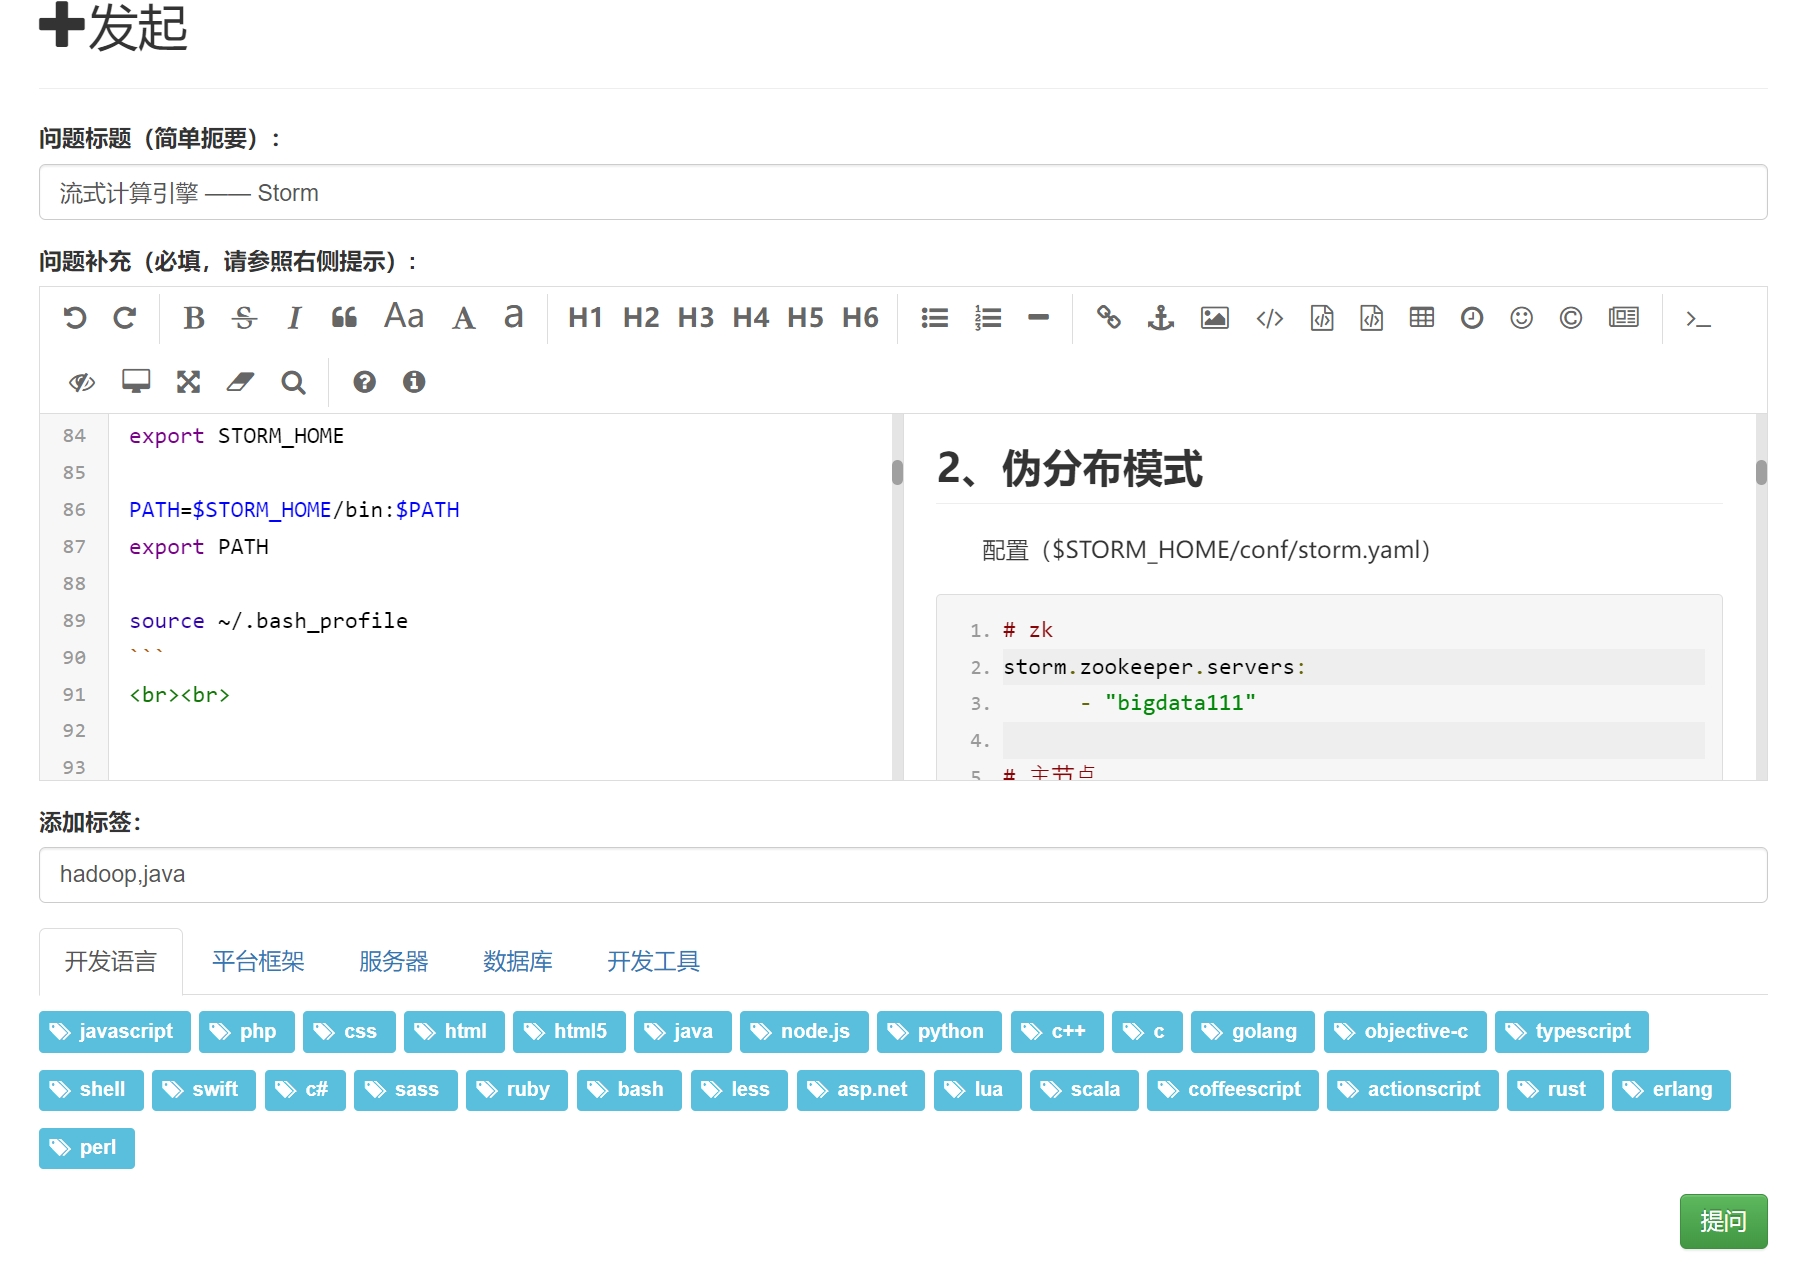 发起
问题标题（简单扼要）：
流式计算引擎 —— Storm
问题补充（必填，请参照右侧提示）：
B S I Aa A a H1 H2 H3 H4 H5 H6
84 export STORM_HOME
85
86 PATH=$STORM_HOME/bin:$PATH
87 export PATH
88
89 source ~/.bash_profile
90 ```
91 <br><br>
92
93
2、伪分布模式
配置（$STORM_HOME/conf/storm.yaml）
1. # zk
2. storm.zookeeper.servers:
3. - "bigdata111"
4.
5. # 主节点
添加标签：
hadoop,java
开发语言 平台框架 服务器 数据库 开发工具
javascript php css html html5 java node.js python c++ c golang objective-c typescript
shell swift c# sass ruby bash less asp.net lua scala coffeescript actionscript rust erlang
perl
提问